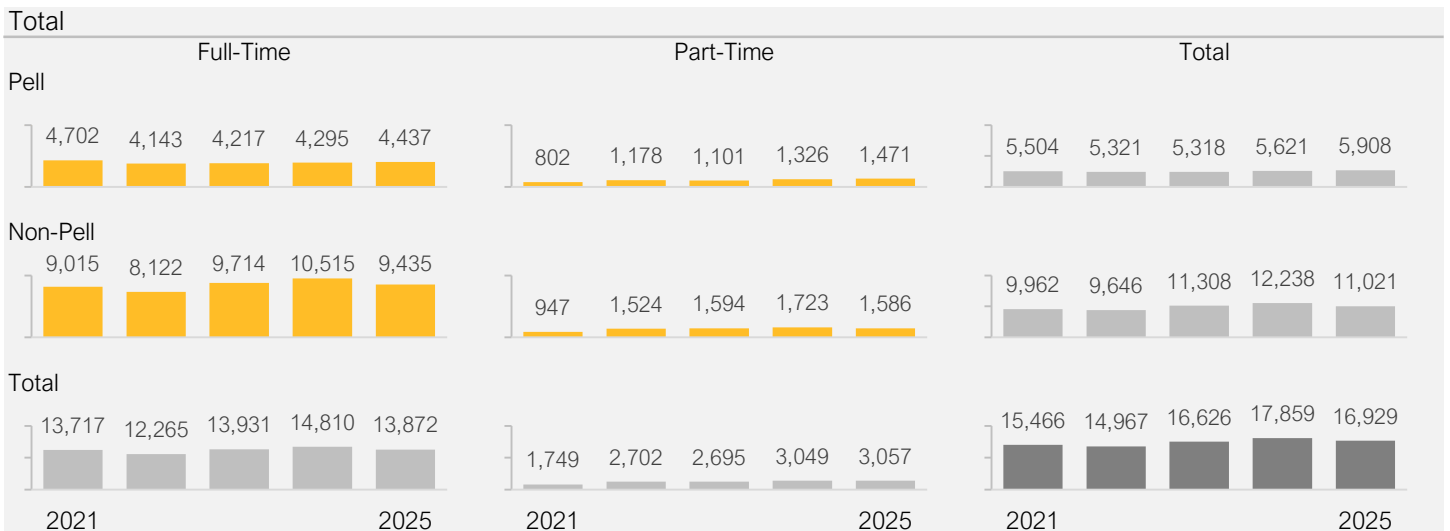 Total
Full-Time Part-Time Total
Pell
4,702 4,143 4,217 4,295 4,437 802 1,178 1,101 1,326 1,471 5,504 5,321 5,318 5,621 5,908
Non-Pell
9,015 8,122 9,714 10,515 9,435 947 1,524 1,594 1,723 1,586 9,962 9,646 11,308 12,238 11,021
Total
13,717 12,265 13,931 14,810 13,872 1,749 2,702 2,695 3,049 3,057 15,466 14,967 16,626 17,859 16,929
2021 2025 2021 2025 2021 2025